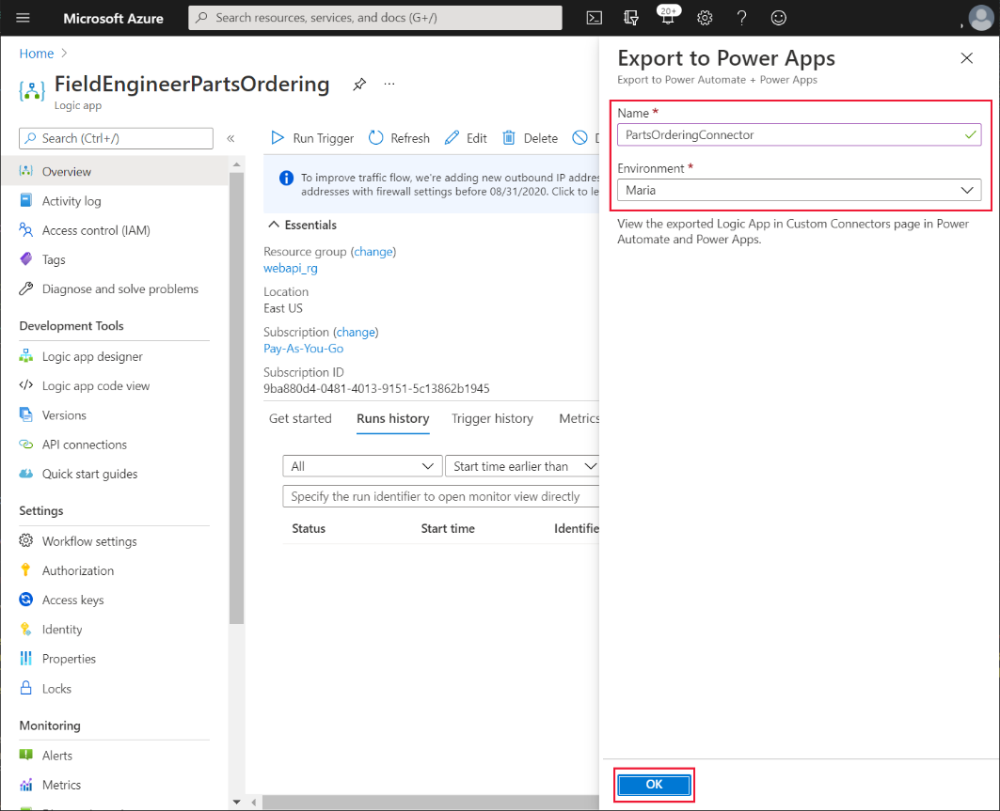 Microsoft Azure
Search resources, services, and docs (G+/)
20+
Home
FieldEngineerPartsOrdering
Logic app
Search (Ctrl+/)
«
Overview
Activity log
Access control (IAM)
Tags
Diagnose and solve problems
Development Tools
Logic app designer
Logic app code view
Versions
API connections
Quick start guides
Settings
Workflow settings
Authorization
Access keys
Identity
Properties
Locks
Monitoring
Alerts
Metrics
Run Trigger
Refresh
Edit
Delete
D
To improve traffic flow, we're adding new outbound IP addre
addresses with firewall settings before 08/31/2020. Click to le
Essentials
Resource group (change)
webapi_rg
Location
East US
Subscription (change)
Pay-As-You-Go
Subscription ID
9ba880d4-0481-4013-9151-5c13862b1945
Get started
Runs history
Trigger history
Metrics
All
Start time earlier than
Specify the run identifier to open monitor view directly
Status
Start time
Identifie
Export to Power Apps
Export to Power Automate + Power Apps
Name *
PartsOrderingConnector
Environment *
Maria
View the exported Logic App in Custom Connectors page in Power
Automate and Power Apps.
OK